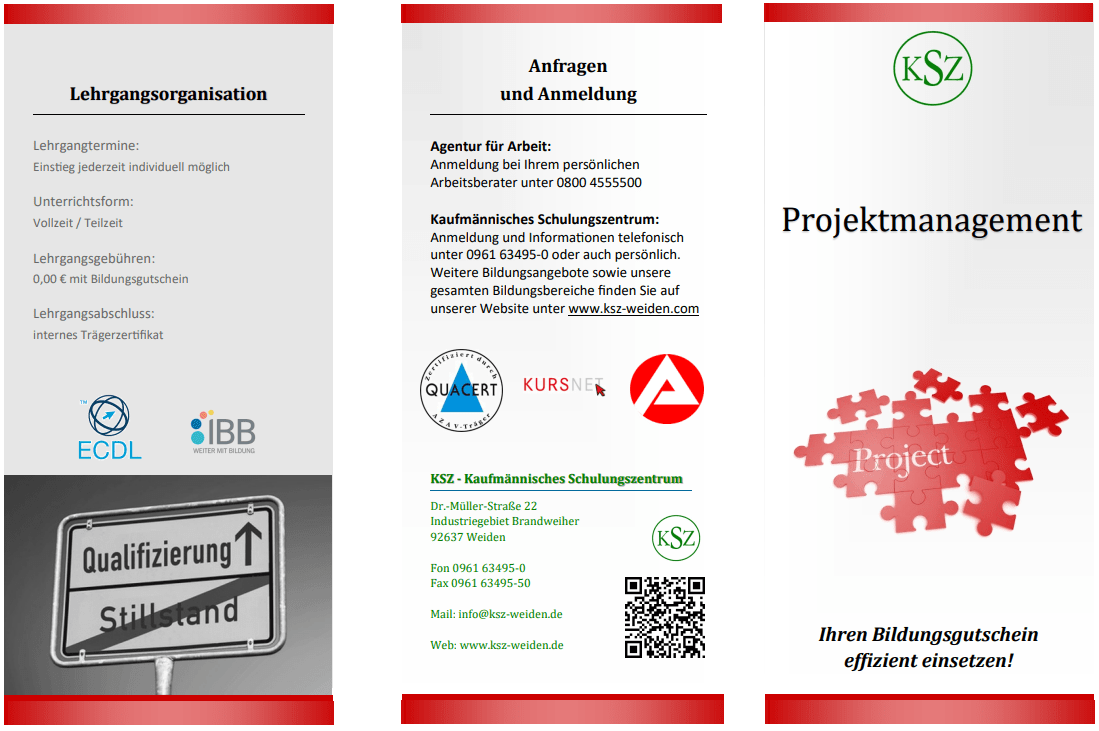 Lehrgangsorganisation
Lehrgangtermine:
Einstieg jederzeit individuell möglich
Unterrichtsform:
Vollzeit / Teilzeit
Lehrgangsgebühren:
0,00 € mit Bildungsgutschein
Lehrgangsabschluss:
internes Trägerzertifikat
TM
ECDL
iBB
WEITER MIT BILDUNG
Qualifizierung
Stillstand
Anfragen
und Anmeldung
Agentur für Arbeit:
Anmeldung bei Ihrem persönlichen
Arbeitsberater unter 0800 4555500
Kaufmännisches Schulungszentrum:
Anmeldung und Informationen telefonisch
unter 0961 63495-0 oder auch persönlich.
Weitere Bildungsangebote sowie unsere
gesamten Bildungsbereiche finden Sie auf
unserer Website unter www.ksz-weiden.com
Zertifiziert durch
QUACERT
AZAV-Träger
KURSNET
KSZ - Kaufmännisches Schulungszentrum
Dr.-Müller-Straße 22
Industriegebiet Brandweiher
92637 Weiden
KSZ
Fon 0961 63495-0
Fax 0961 63495-50
Mail: info@ksz-weiden.de
Web: www.ksz-weiden.de
KSZ
Projektmanagement
Project
Ihren Bildungsgutschein
effizient einsetzen!